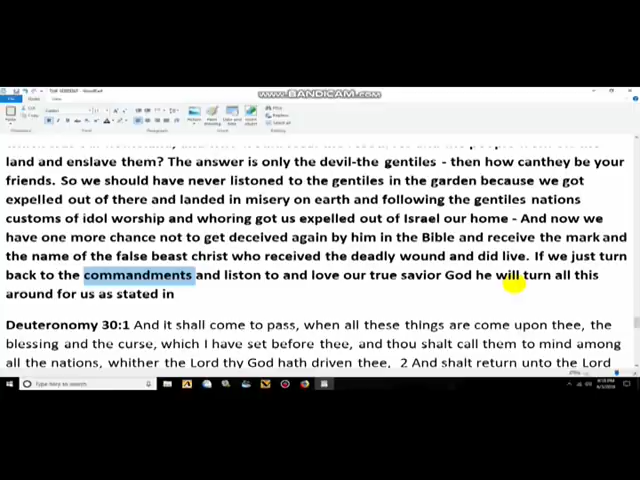 www.BANDICAM.com
land and enslave them? The answer is only the devil-the gentiles - then how canthey be your
friends. So we should have never listoned to the gentiles in the garden because we got
expelled out of there and landed in misery on earth and following the gentiles nations
customs of idol worship and whoring got us expelled out of Israel our home - And now we
have one more chance not to get deceived again by him in the Bible and receive the mark and
the name of the false beast christ who received the deadly wound and did live. If we just turn
back to the commandments and liston to and love our true savior God he will turn all this
around for us as stated in
Deuteronomy 30:1 And it shall come to pass, when all these things are come upon thee, the
blessing and the curse, which I have set before thee, and thou shalt call them to mind among
all the nations, whither the Lord thy God hath driven thee, 2 And shalt return unto the Lord
Type here to search